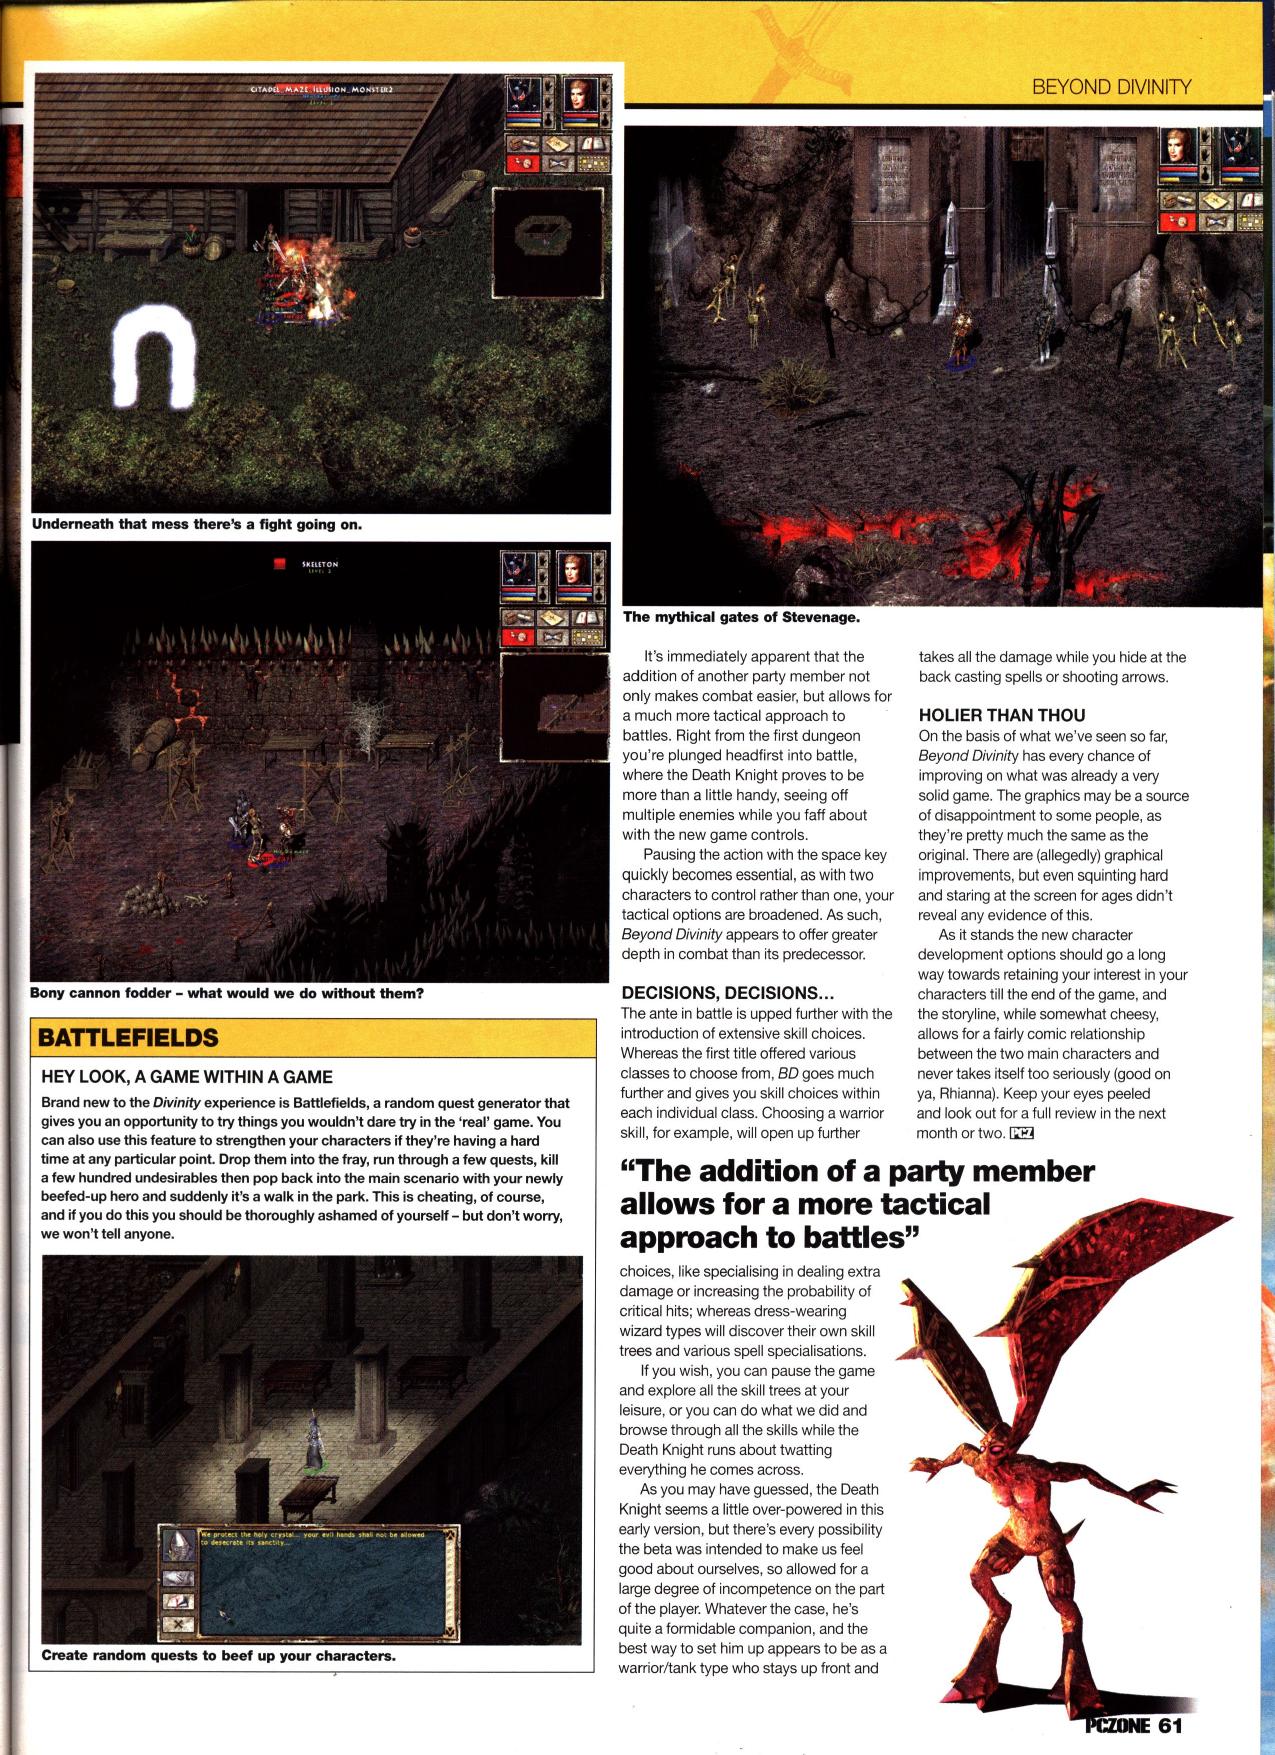 BEYOND DIVINITY
CITADEL_MAZE_ILLUSION_MONSTER2
Underneath that mess there's a fight going on.
SKELETON
LEVEL 2
Bony cannon fodder – what would we do without them?
The mythical gates of Stevenage.
BATTLEFIELDS
HEY LOOK, A GAME WITHIN A GAME
Brand new to the Divinity experience is Battlefields, a random quest generator that
gives you an opportunity to try things you wouldn't dare try in the 'real' game. You
can also use this feature to strengthen your characters if they're having a hard
time at any particular point. Drop them into the fray, run through a few quests, kill
a few hundred undesirables then pop back into the main scenario with your newly
beefed-up hero and suddenly it's a walk in the park. This is cheating, of course,
and if you do this you should be thoroughly ashamed of yourself – but don't worry,
we won't tell anyone.
We protect the holy crystal... your evil hands shall not be allowed
to desecrate its sanctity...
Create random quests to beef up your characters.
It's immediately apparent that the
addition of another party member not
only makes combat easier, but allows for
a much more tactical approach to
battles. Right from the first dungeon
you're plunged headfirst into battle,
where the Death Knight proves to be
more than a little handy, seeing off
multiple enemies while you faff about
with the new game controls.
Pausing the action with the space key
quickly becomes essential, as with two
characters to control rather than one, your
tactical options are broadened. As such,
Beyond Divinity appears to offer greater
depth in combat than its predecessor.
DECISIONS, DECISIONS...
The ante in battle is upped further with the
introduction of extensive skill choices.
Whereas the first title offered various
classes to choose from, BD goes much
further and gives you skill choices within
each individual class. Choosing a warrior
skill, for example, will open up further
"The addition of a party member
allows for a more tactical
approach to battles"
choices, like specialising in dealing extra
damage or increasing the probability of
critical hits; whereas dress-wearing
wizard types will discover their own skill
trees and various spell specialisations.
If you wish, you can pause the game
and explore all the skill trees at your
leisure, or you can do what we did and
browse through all the skills while the
Death Knight runs about twatting
everything he comes across.
As you may have guessed, the Death
Knight seems a little over-powered in this
early version, but there's every possibility
the beta was intended to make us feel
good about ourselves, so allowed for a
large degree of incompetence on the part
of the player. Whatever the case, he's
quite a formidable companion, and the
best way to set him up appears to be as a
warrior/tank type who stays up front and
takes all the damage while you hide at the
back casting spells or shooting arrows.
HOLIER THAN THOU
On the basis of what we've seen so far,
Beyond Divinity has every chance of
improving on what was already a very
solid game. The graphics may be a source
of disappointment to some people, as
they're pretty much the same as the
original. There are (allegedly) graphical
improvements, but even squinting hard
and staring at the screen for ages didn't
reveal any evidence of this.
As it stands the new character
development options should go a long
way towards retaining your interest in your
characters till the end of the game, and
the storyline, while somewhat cheesy,
allows for a fairly comic relationship
between the two main characters and
never takes itself too seriously (good on
ya, Rhianna). Keep your eyes peeled
and look out for a full review in the next
month or two. PCZ
PCZONE 61